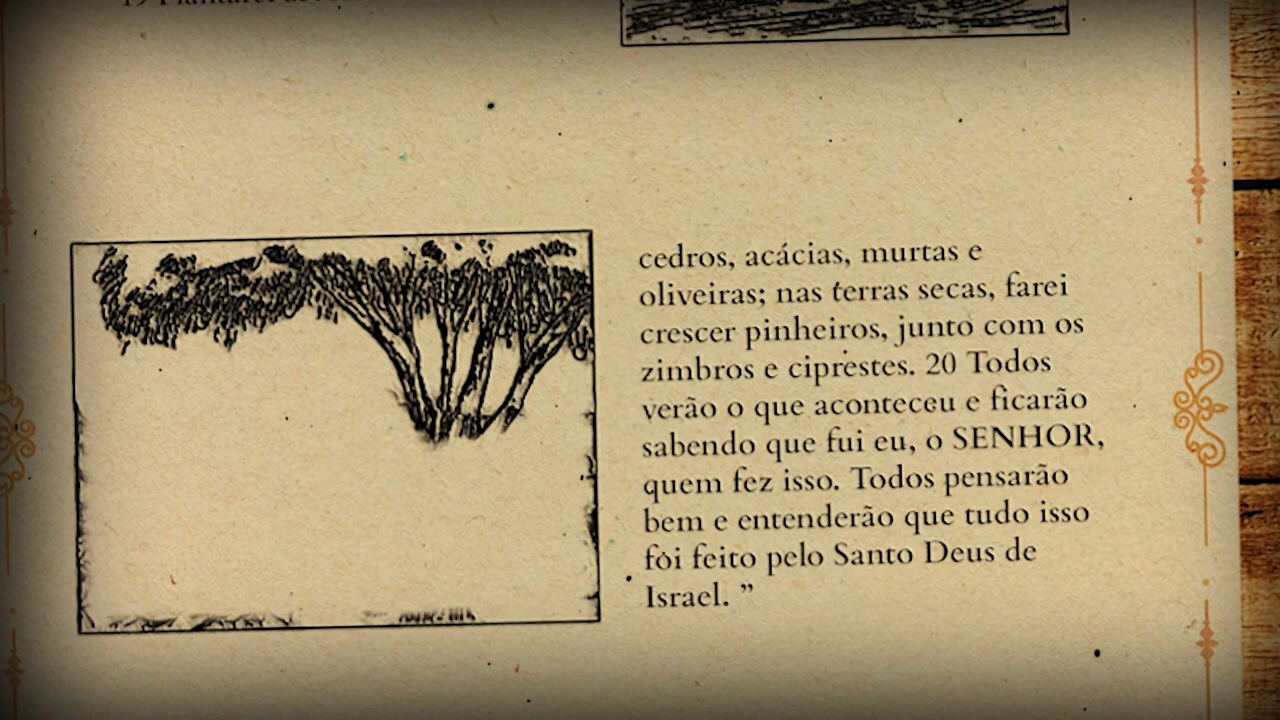 cedros, acácias, murtas e
oliveiras; nas terras secas, farei
crescer pinheiros, junto com os
zimbros e ciprestes. 20 Todos
verão o que aconteceu e ficarão
sabendo que fui eu, o SENHOR,
quem fez isso. Todos pensarão
bem e entenderão que tudo isso
foi feito pelo Santo Deus de
Israel. ”